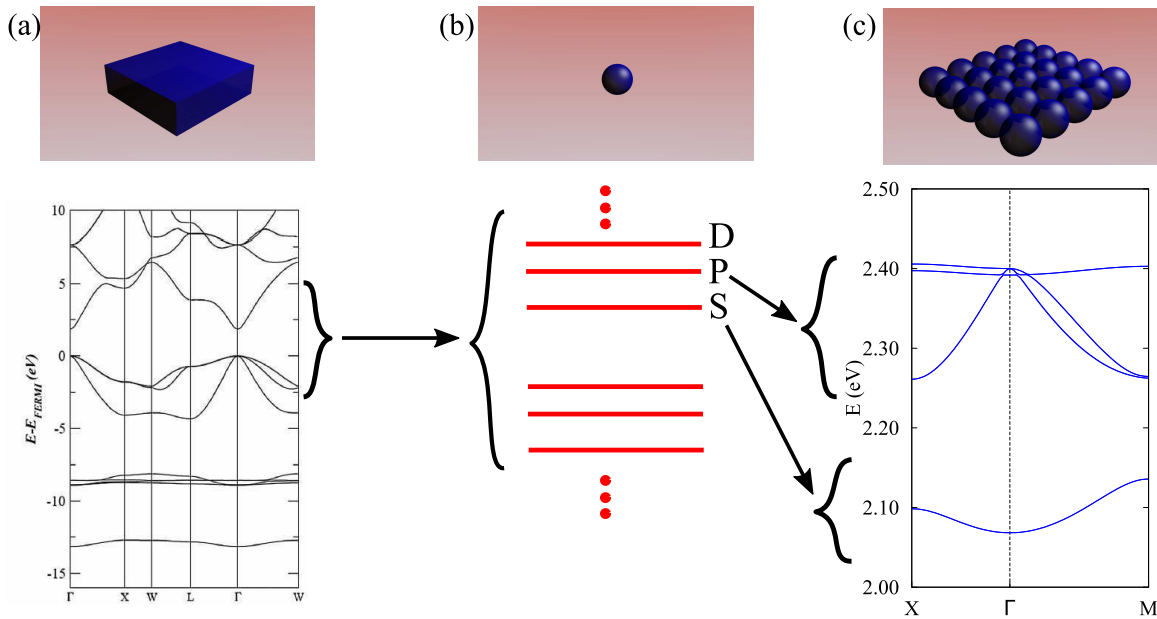 (a)
(b)
(c)
10
5
0
-5
-10
-15
E-E_FERMI (eV)
Γ X W L Γ W
D
P
S
2.50
2.40
2.30
2.20
2.10
2.00
E (eV)
X Γ M